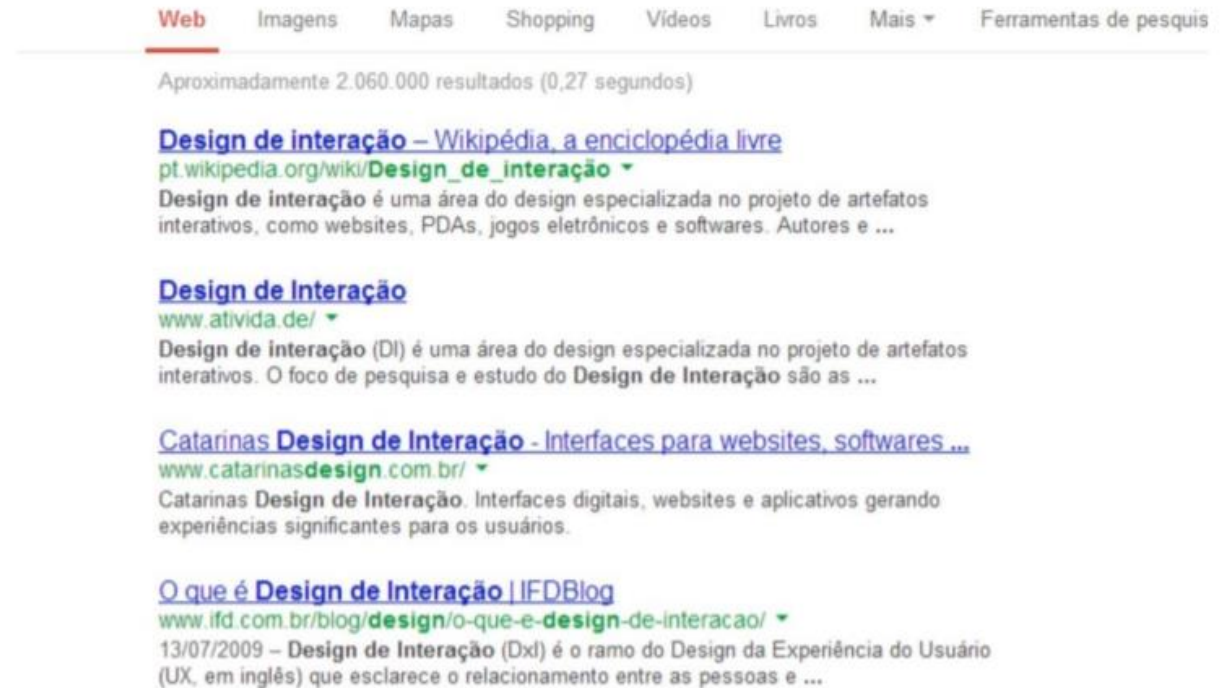 Web Imagens Mapas Shopping Vídeos Livros Mais Ferramentas de pesquis
Aproximadamente 2.060.000 resultados (0,27 segundos)
Design de interação – Wikipédia, a enciclopédia livre
pt.wikipedia.org/wiki/Design_de_interação
Design de interação é uma área do design especializada no projeto de artefatos
interativos, como websites, PDAs, jogos eletrônicos e softwares. Autores e ...
Design de Interação
www.ativida.de/
Design de interação (DI) é uma área do design especializada no projeto de artefatos
interativos. O foco de pesquisa e estudo do Design de Interação são as ...
Catarinas Design de Interação - Interfaces para websites, softwares ...
www.catarinasdesign.com.br/
Catarinas Design de Interação. Interfaces digitais, websites e aplicativos gerando
experiências significantes para os usuários.
O que é Design de Interação | IFDBlog
www.ifd.com.br/blog/design/o-que-e-design-de-interacao/
13/07/2009 – Design de Interação (DxI) é o ramo do Design da Experiência do Usuário
(UX, em inglês) que esclarece o relacionamento entre as pessoas e ...